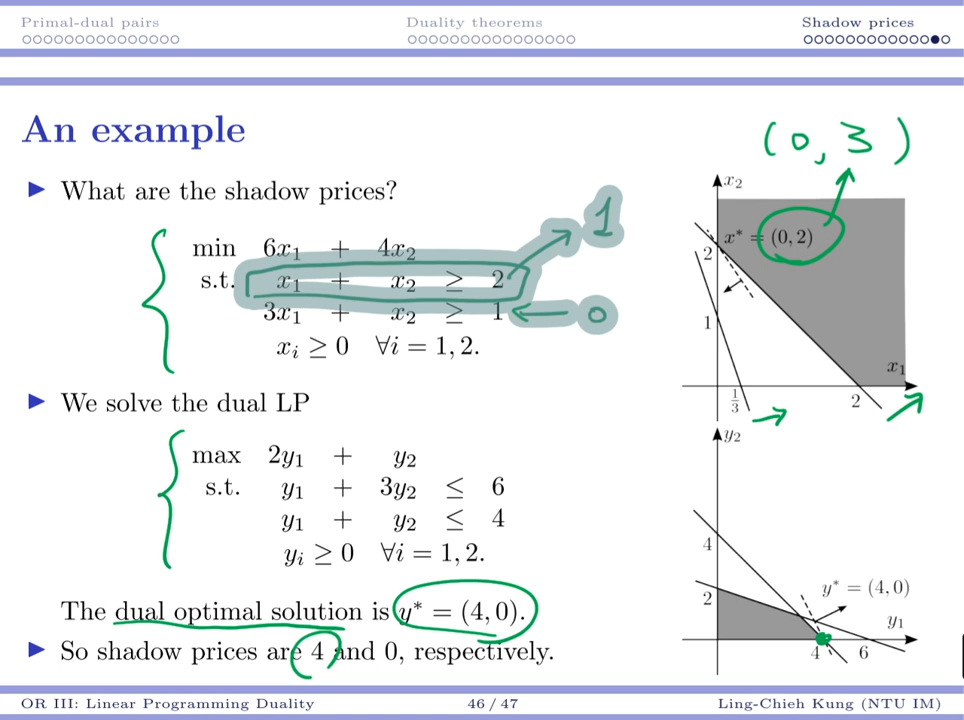 Primal-dual pairs Duality theorems Shadow prices
An example
(0, 3)
▶ What are the shadow prices?
min 6x₁ + 4x₂
s.t. x₁ + x₂ ≥ 2 1
3x₁ + x₂ ≥ 1 0
xᵢ ≥ 0 ∀i = 1, 2.
x₂
x* = (0, 2)
2
1
x₁
1/3
2
▶ We solve the dual LP
max 2y₁ + y₂
s.t. y₁ + 3y₂ ≤ 6
y₁ + y₂ ≤ 4
yᵢ ≥ 0 ∀i = 1, 2.
The dual optimal solution is y* = (4, 0).
▶ So shadow prices are 4 and 0, respectively.
y₂
4
2
y* = (4, 0)
y₁
4
6
OR III: Linear Programming Duality 46 / 47 Ling-Chieh Kung (NTU IM)